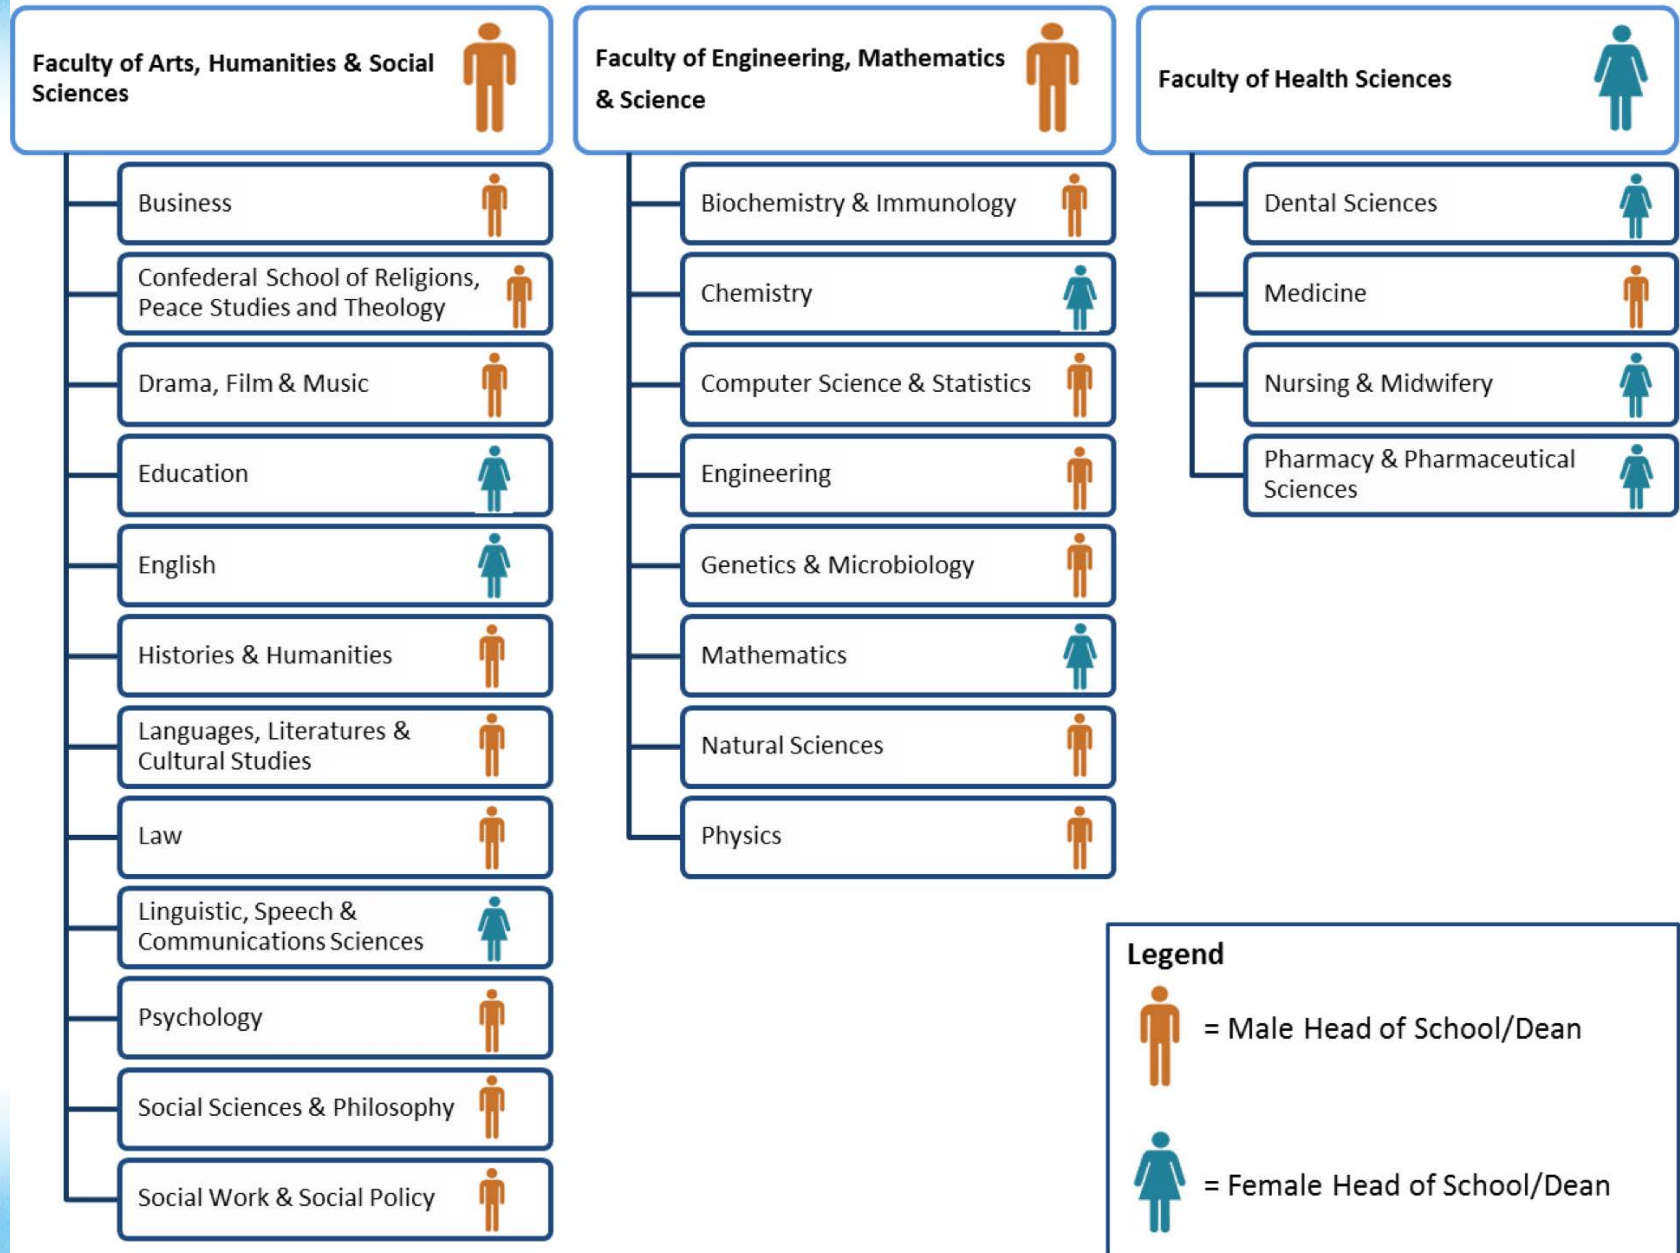 Faculty of Arts, Humanities & Social
Sciences
Business
Confederal School of Religions,
Peace Studies and Theology
Drama, Film & Music
Education
English
Histories & Humanities
Languages, Literatures &
Cultural Studies
Law
Linguistic, Speech &
Communications Sciences
Psychology
Social Sciences & Philosophy
Social Work & Social Policy
Faculty of Engineering, Mathematics
& Science
Biochemistry & Immunology
Chemistry
Computer Science & Statistics
Engineering
Genetics & Microbiology
Mathematics
Natural Sciences
Physics
Faculty of Health Sciences
Dental Sciences
Medicine
Nursing & Midwifery
Pharmacy & Pharmaceutical
Sciences
Legend
= Male Head of School/Dean
= Female Head of School/Dean